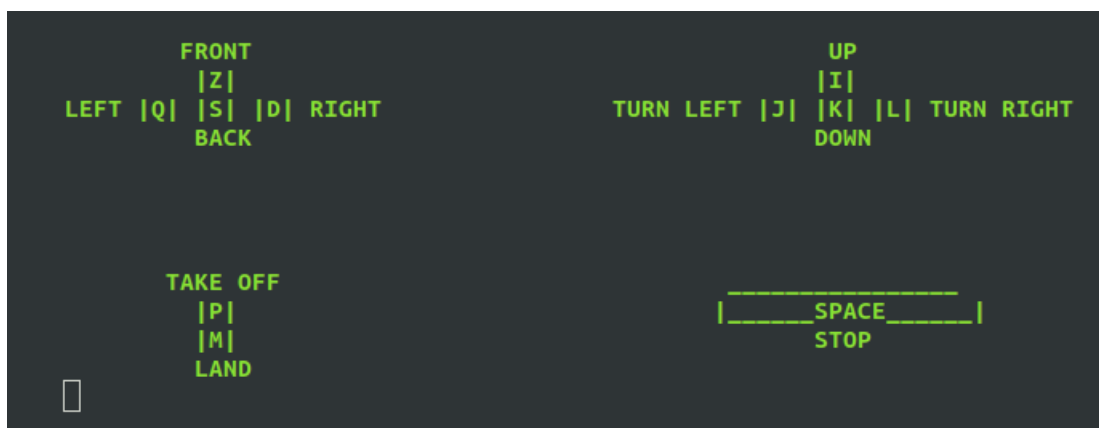 FRONT
|Z|
LEFT |Q| |S| |D| RIGHT
BACK
UP
|I|
TURN LEFT |J| |K| |L| TURN RIGHT
DOWN
TAKE OFF
|P|
|M|
LAND
________________
|______SPACE______|
STOP